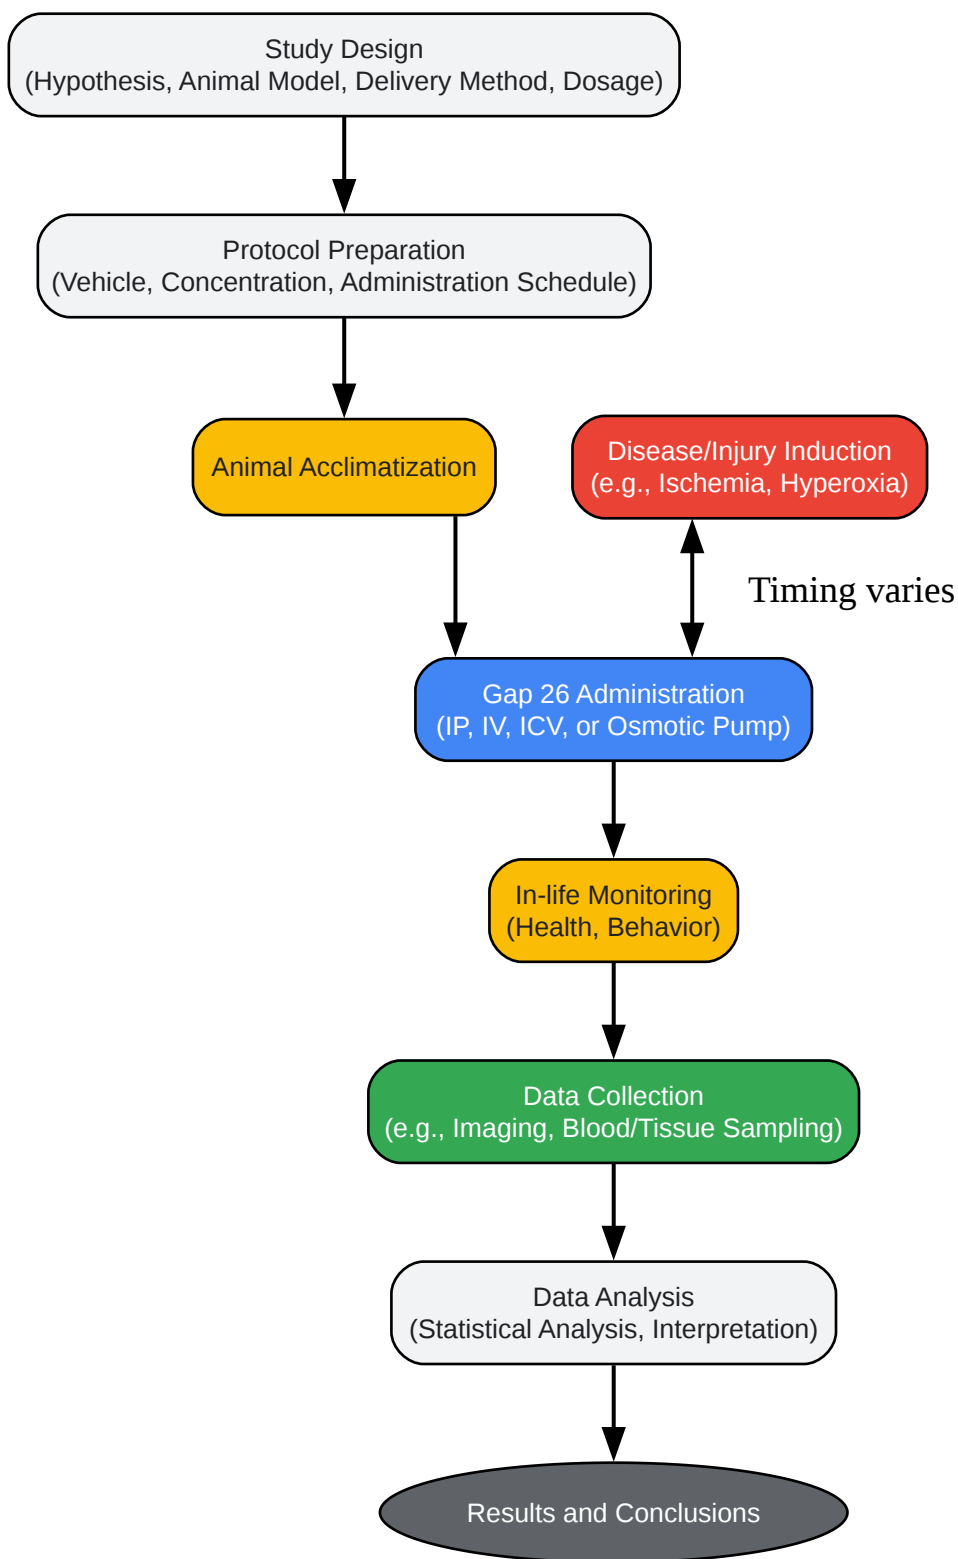 Study Design
(Hypothesis, Animal Model, Delivery Method, Dosage)
Protocol Preparation
(Vehicle, Concentration, Administration Schedule)
Animal Acclimatization
Disease/Injury Induction
(e.g., Ischemia, Hyperoxia)
Timing varies
Gap 26 Administration
(IP, IV, ICV, or Osmotic Pump)
In-life Monitoring
(Health, Behavior)
Data Collection
(e.g., Imaging, Blood/Tissue Sampling)
Data Analysis
(Statistical Analysis, Interpretation)
Results and Conclusions